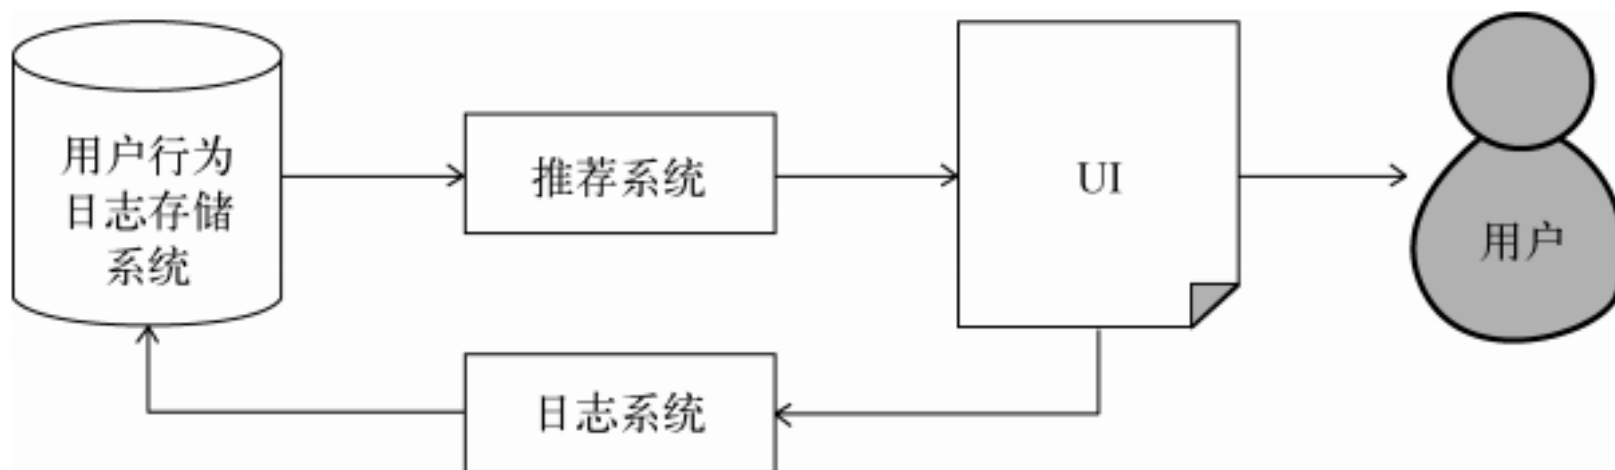 用户行为
日志存储
系统
推荐系统
UI
用户
日志系统